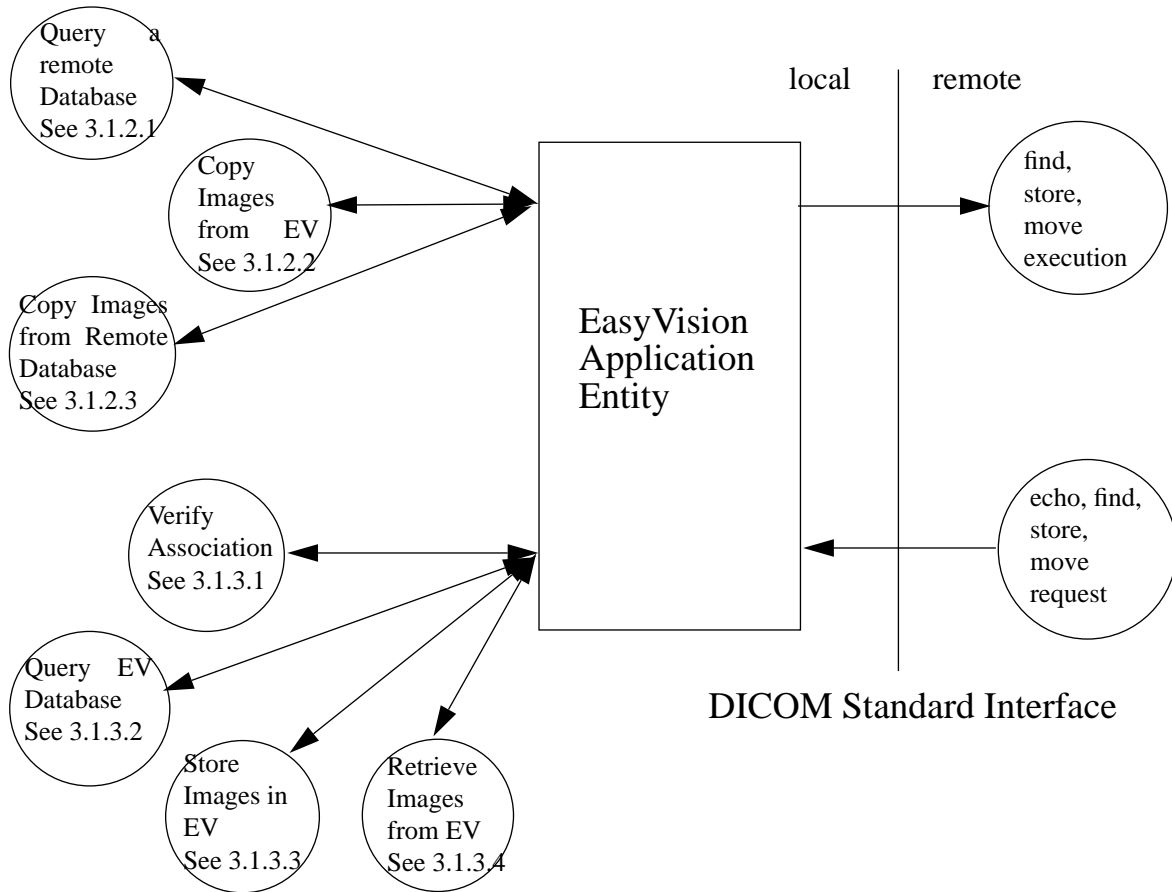 Query a
remote
Database
See 3.1.2.1
local
remote
Copy
Images
from EV
See 3.1.2.2
find,
store,
move
execution
Copy Images
from Remote
Database
See 3.1.2.3
EasyVision
Application
Entity
Verify
Association
See 3.1.3.1
echo, find,
store,
move
request
Query EV
Database
See 3.1.3.2
DICOM Standard Interface
Store
Images in
EV
See 3.1.3.3
Retrieve
Images
from EV
See 3.1.3.4